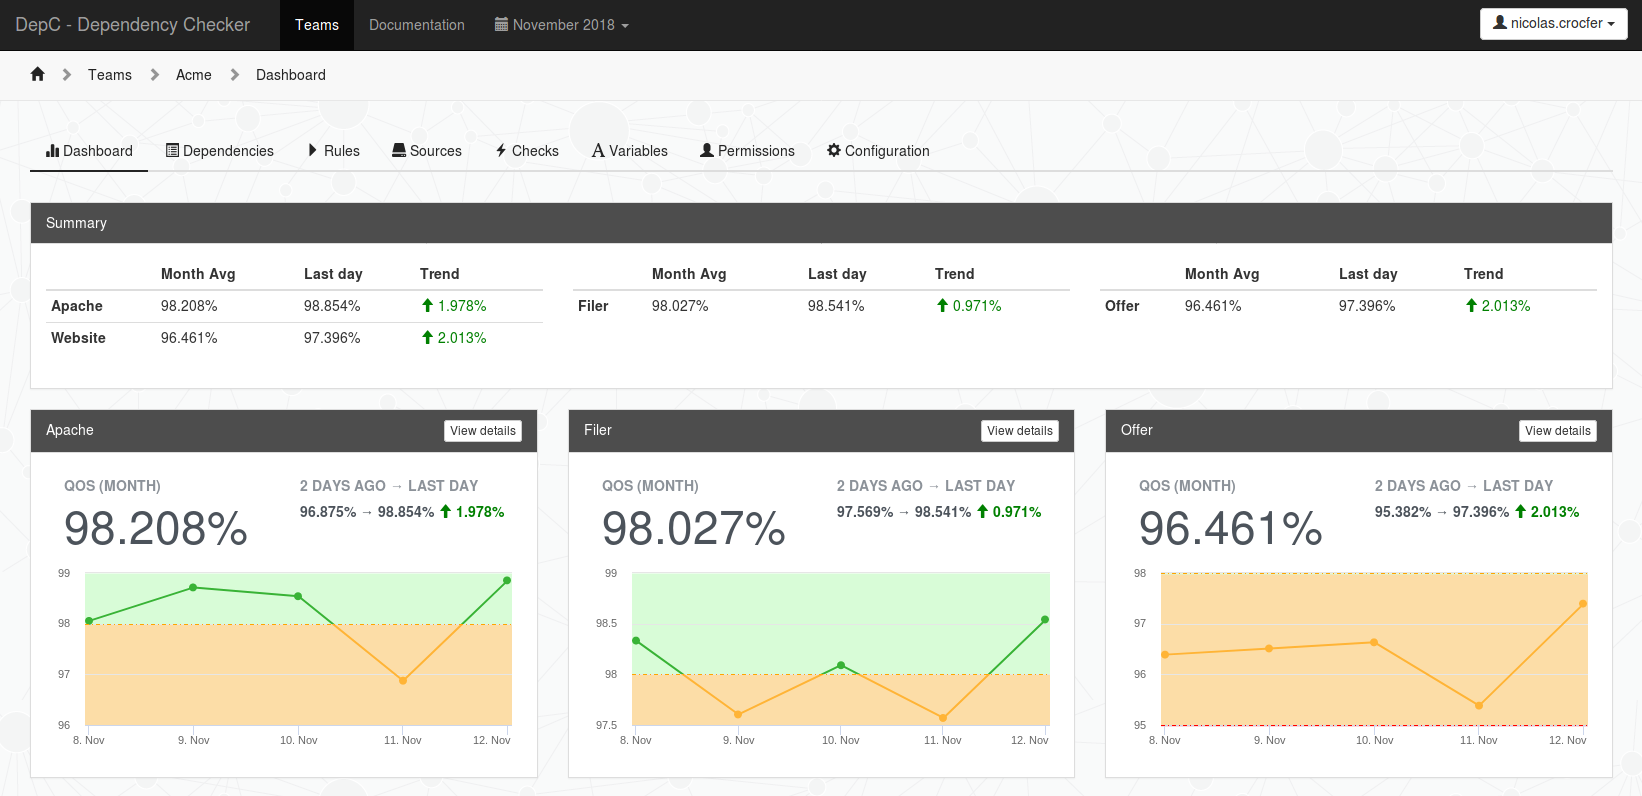 DepC - Dependency Checker Teams Documentation November 2018 nicolas.crocfer
Teams Acme Dashboard
Dashboard Dependencies Rules Sources Checks Variables Permissions Configuration
Summary
Month Avg Last day Trend
Apache 98.208% 98.854% 1.978%
Website 96.461% 97.396% 2.013%
Month Avg Last day Trend
Filer 98.027% 98.541% 0.971%
Month Avg Last day Trend
Offer 96.461% 97.396% 2.013%
Apache View details
QOS (MONTH) 2 DAYS AGO → LAST DAY
98.208% 96.875% → 98.854% 1.978%
99
98
97
96
8. Nov 9. Nov 10. Nov 11. Nov 12. Nov
Filer View details
QOS (MONTH) 2 DAYS AGO → LAST DAY
98.027% 97.569% → 98.541% 0.971%
99
98.5
98
97.5
8. Nov 9. Nov 10. Nov 11. Nov 12. Nov
Offer View details
QOS (MONTH) 2 DAYS AGO → LAST DAY
96.461% 95.382% → 97.396% 2.013%
98
97
96
95
8. Nov 9. Nov 10. Nov 11. Nov 12. Nov